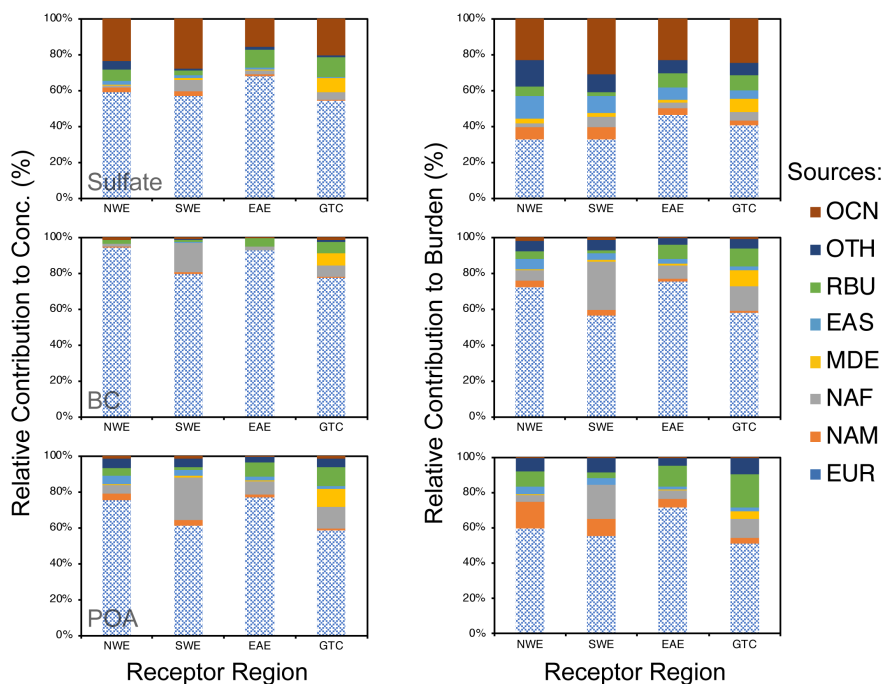 Relative Contribution to Conc. (%)
100%
80%
60%
40%
20%
0%
Sulfate
NWE SWE EAE GTC
100%
80%
60%
40%
20%
0%
BC
NWE SWE EAE GTC
100%
80%
60%
40%
20%
0%
POA
NWE SWE EAE GTC
Receptor Region
Relative Contribution to Burden (%)
100%
80%
60%
40%
20%
0%
NWE SWE EAE GTC
100%
80%
60%
40%
20%
0%
NWE SWE EAE GTC
100%
80%
60%
40%
20%
0%
NWE SWE EAE GTC
Receptor Region
Sources:
OCN
OTH
RBU
EAS
MDE
NAF
NAM
EUR